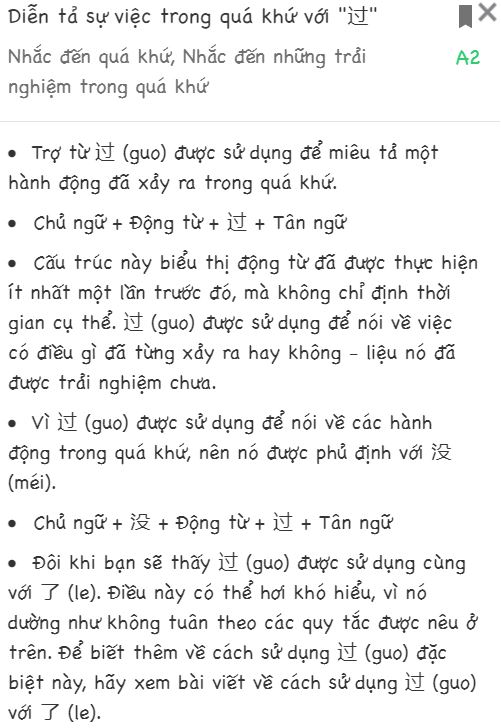 Diễn tả sự việc trong quá khứ với "过"
Nhắc đến quá khứ, Nhắc đến những trải
nghiệm trong quá khứ
A2
• Trợ từ 过 (guo) được sử dụng để miêu tả một
hành động đã xảy ra trong quá khứ.
• Chủ ngữ + Động từ + 过 + Tân ngữ
• Cấu trúc này biểu thị động từ đã được thực hiện
ít nhất một lần trước đó, mà không chỉ định thời
gian cụ thể. 过 (guo) được sử dụng để nói về việc
có điều gì đã từng xảy ra hay không - liệu nó đã
được trải nghiệm chưa.
• Vì 过 (guo) được sử dụng để nói về các hành
động trong quá khứ, nên nó được phủ định với 没
(méi).
• Chủ ngữ + 没 + Động từ + 过 + Tân ngữ
• Đôi khi bạn sẽ thấy 过 (guo) được sử dụng cùng
với 了 (le). Điều này có thể hơi khó hiểu, vì nó
dường như không tuân theo các quy tắc được nêu ở
trên. Để biết thêm về cách sử dụng 过 (guo) đặc
biệt này, hãy xem bài viết về cách sử dụng 过 (guo)
với 了 (le).